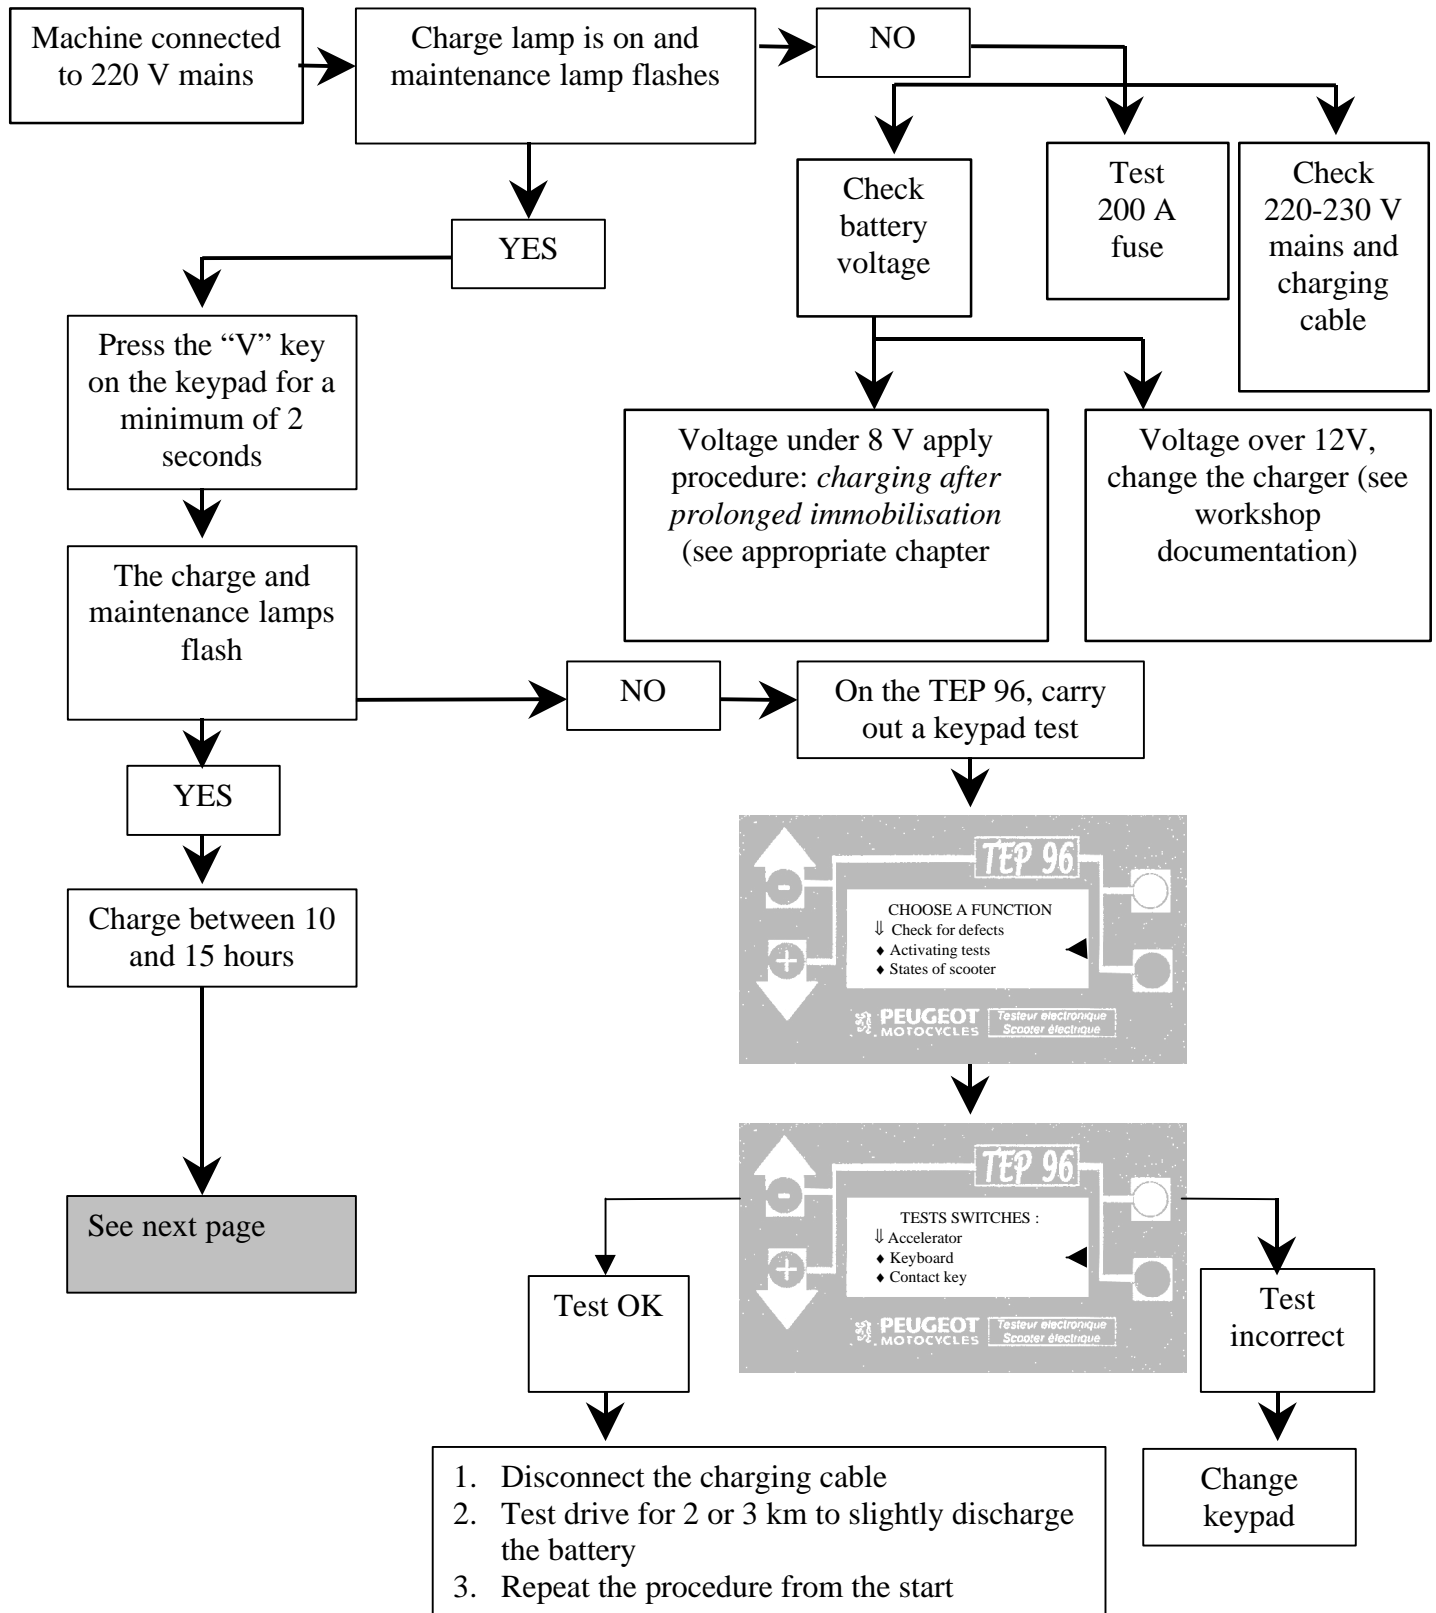 Machine connected
to 220 V mains
Charge lamp is on and
maintenance lamp flashes
NO
Check
battery
voltage
Test
200 A
fuse
Check
220-230 V
mains and
charging
cable
YES
Press the “V” key
on the keypad for a
minimum of 2
seconds
Voltage under 8 V apply
procedure: charging after
prolonged immobilisation
(see appropriate chapter
Voltage over 12V,
change the charger (see
workshop
documentation)
The charge and
maintenance lamps
flash
NO
On the TEP 96, carry
out a keypad test
YES
Charge between 10
and 15 hours
See next page
TEP 96
-
+
CHOOSE A FUNCTION
⇓ Check for defects
♦ Activating tests
♦ States of scooter
PEUGEOT
MOTOCYCLES
Testeur electronique
Scooter électrique
TEP 96
-
+
TESTS SWITCHES :
⇓ Accelerator
♦ Keyboard
♦ Contact key
PEUGEOT
MOTOCYCLES
Testeur electronique
Scooter électrique
Test OK
Test
incorrect
1. Disconnect the charging cable
2. Test drive for 2 or 3 km to slightly discharge
the battery
3. Repeat the procedure from the start
Change
keypad